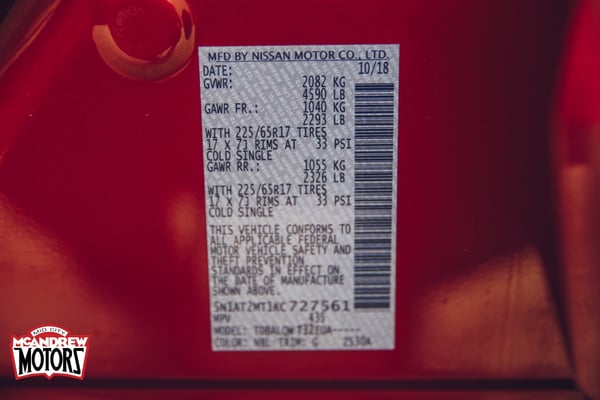 MFD BY NISSAN MOTOR CO., LTD.
DATE: 10/18
GVWR: 2082 KG
4590 LB
GAWR FR.: 1040 KG
2293 LB
WITH 225/65R17 TIRES
17 X 7J RIMS AT 33 PSI
COLD SINGLE
GAWR RR.: 1055 KG
2326 LB
WITH 225/65R17 TIRES
17 X 7J RIMS AT 33 PSI
COLD SINGLE
THIS VEHICLE CONFORMS TO
ALL APPLICABLE FEDERAL
MOTOR VEHICLE SAFETY AND
THEFT PREVENTION
STANDARDS IN EFFECT ON
THE DATE OF MANUFACTURE
SHOWN ABOVE.
5N1AT2MT1KC727561
MPV 435
MODEL: TDBALQW T32EUA-----
COLOR: NBL TRIM: G ZS30A
MID CITY
MCANDREW
MOTORS